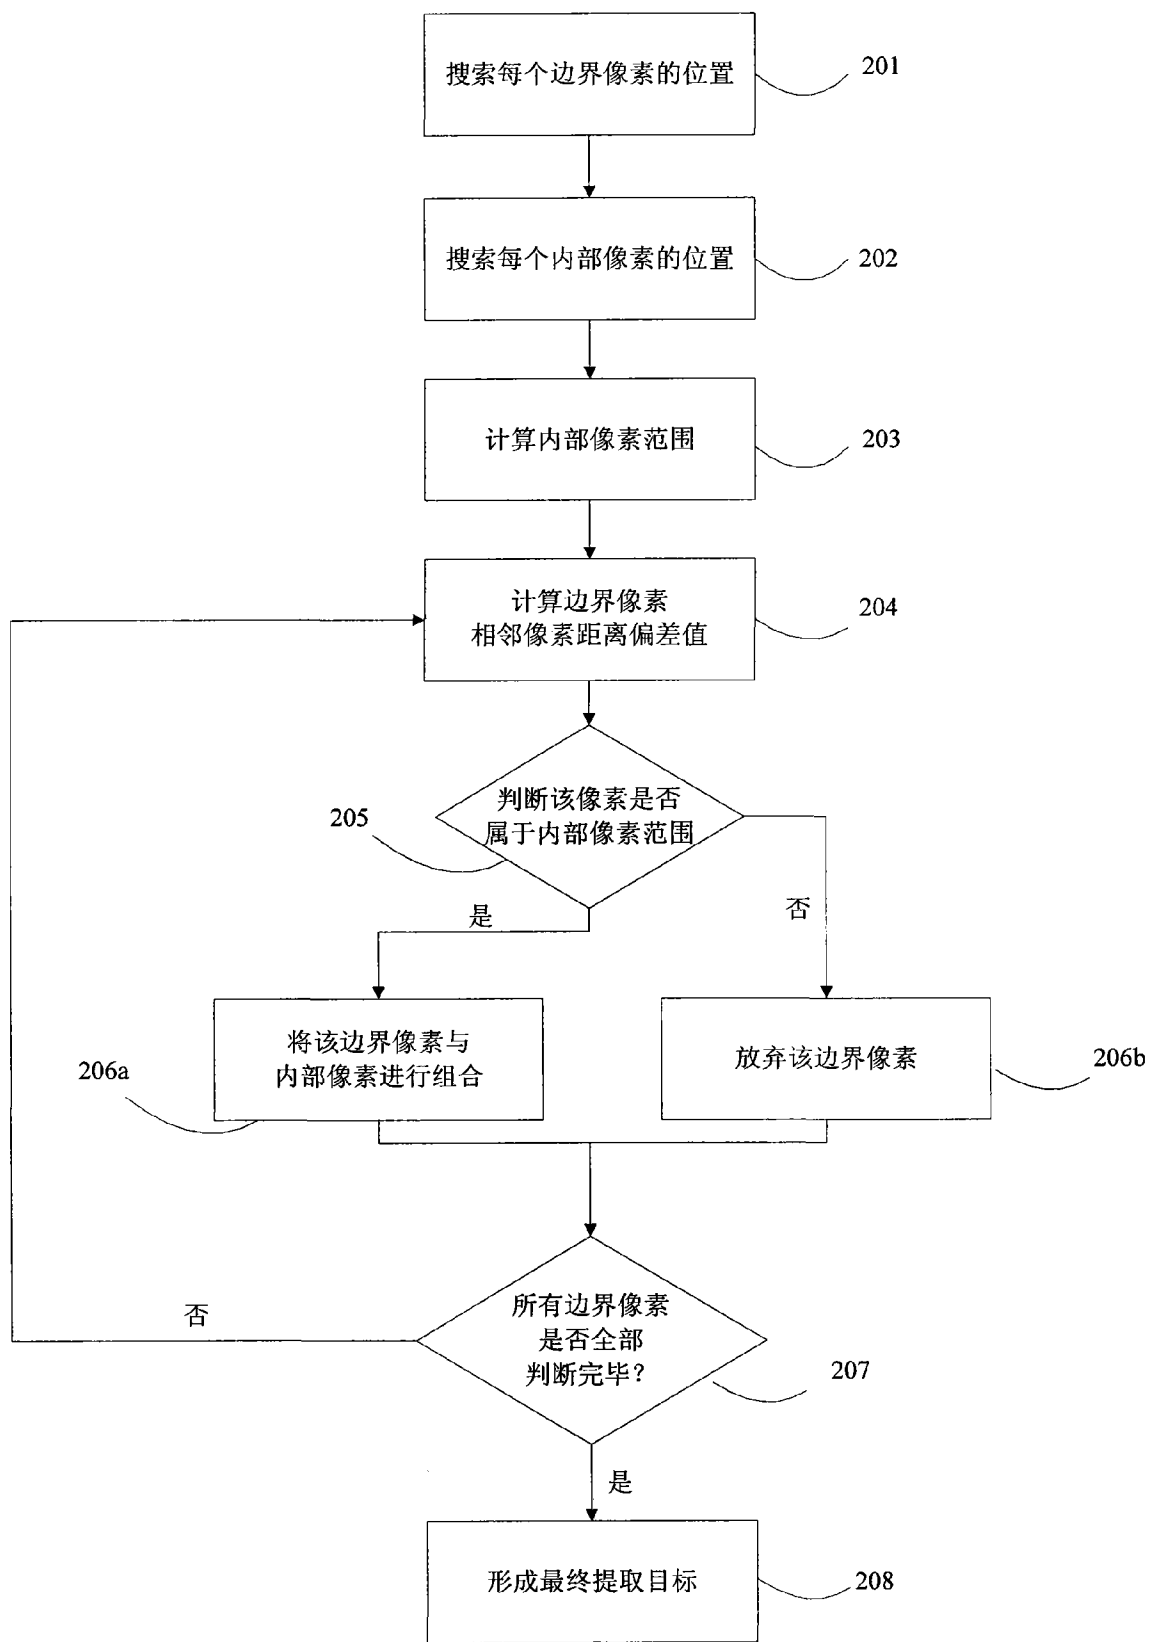 搜索每个边界像素的位置
201
搜索每个内部像素的位置
202
计算内部像素范围
203
计算边界像素
相邻像素距离偏差值
204
判断该像素是否
属于内部像素范围
205
是
否
将该边界像素与
内部像素进行组合
206a
放弃该边界像素
206b
所有边界像素
是否全部
判断完毕?
207
否
是
形成最终提取目标
208